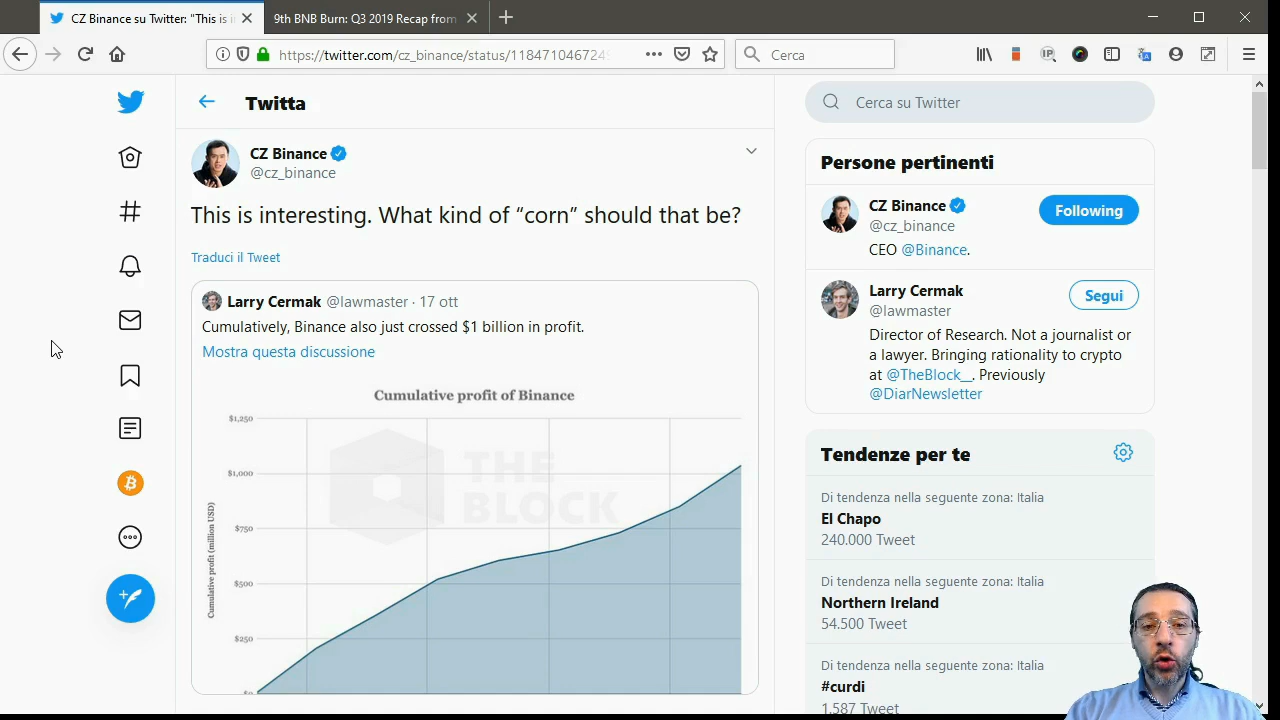 CZ Binance su Twitter: "This is i
9th BNB Burn: Q3 2019 Recap from
https://twitter.com/cz_binance/status/118471046724
Cerca
Twitta
Cerca su Twitter
CZ Binance
@cz_binance
This is interesting. What kind of “corn” should that be?
Traduci il Tweet
Larry Cermak @lawmaster · 17 ott
Cumulatively, Binance also just crossed $1 billion in profit.
Mostra questa discussione
Cumulative profit of Binance
$1,250
$1,000
$750
$500
$250
$0
Cumulative profit (million USD)
THE
BLOCK
Persone pertinenti
CZ Binance
@cz_binance
Following
CEO @Binance.
Larry Cermak
@lawmaster
Segui
Director of Research. Not a journalist or
a lawyer. Bringing rationality to crypto
at @TheBlock__. Previously
@DiarNewsletter
Tendenze per te
Di tendenza nella seguente zona: Italia
El Chapo
240.000 Tweet
Di tendenza nella seguente zona: Italia
Northern Ireland
54.500 Tweet
Di tendenza nella seguente zona: Italia
#curdi
1.587 Tweet